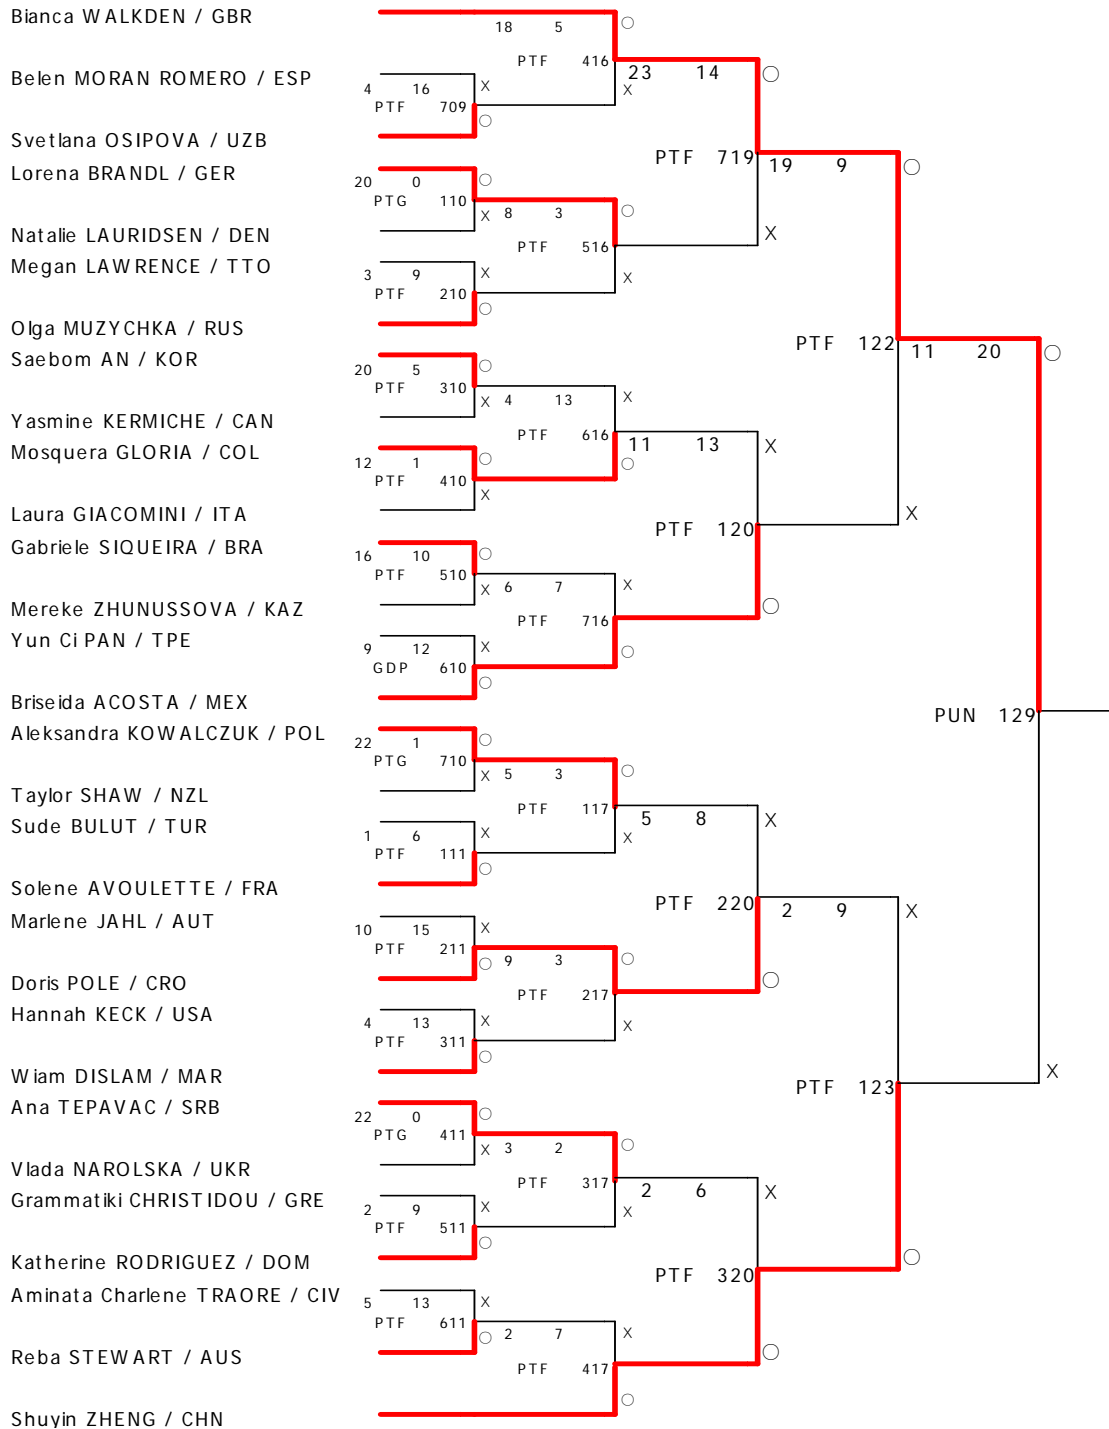 Bianca WALKDEN / GBR
18 5
PTF 416
23 14
Belen MORAN ROMERO / ESP
4 16 X
PTF 709
X
Svetlana OSIPOVA / UZB
PTF 719
19 9
Lorena BRANDL / GER
20 0
PTG 110
X 8 3
Natalie LAURIDSEN / DEN
PTF 516
X
Megan LAWRENCE / TTO
3 9 X
PTF 210
X
Olga MUZYCHKA / RUS
PTF 122
11 20
Saebom AN / KOR
20 5
PTF 310
X 4 13 X
Yasmine KERMICHE / CAN
PTF 616
11 13 X
Mosquera GLORIA / COL
12 1
PTF 410
X
Laura GIACOMINI / ITA
PTF 120
X
Gabriele SIQUEIRA / BRA
16 10
PTF 510
X 6 7 X
Mereke ZHUNUSSOVA / KAZ
PTF 716
Yun Ci PAN / TPE
9 12 X
GDP 610
Briseida ACOSTA / MEX
PUN 129
Aleksandra KOWALCZUK / POL
22 1
PTG 710
X 5 3
Taylor SHAW / NZL
PTF 117
5 8 X
Sude BULUT / TUR
1 6 X
PTF 111
X
Solene AVOULETTE / FRA
PTF 220
2 9 X
Marlene JAHL / AUT
10 15 X
PTF 211
9 3
Doris POLE / CRO
PTF 217
Hannah KECK / USA
4 13 X
PTF 311
X
Wiam DISLAM / MAR
PTF 123
X
Ana TEPAVAC / SRB
22 0
PTG 411
X 3 2
Vlada NAROLSKA / UKR
PTF 317
2 6 X
Grammatiki CHRISTIDOU / GRE
2 9 X
PTF 511
X
Katherine RODRIGUEZ / DOM
PTF 320
Aminata Charlene TRAORE / CIV
5 13 X
PTF 611
2 7 X
Reba STEWART / AUS
PTF 417
Shuyin ZHENG / CHN